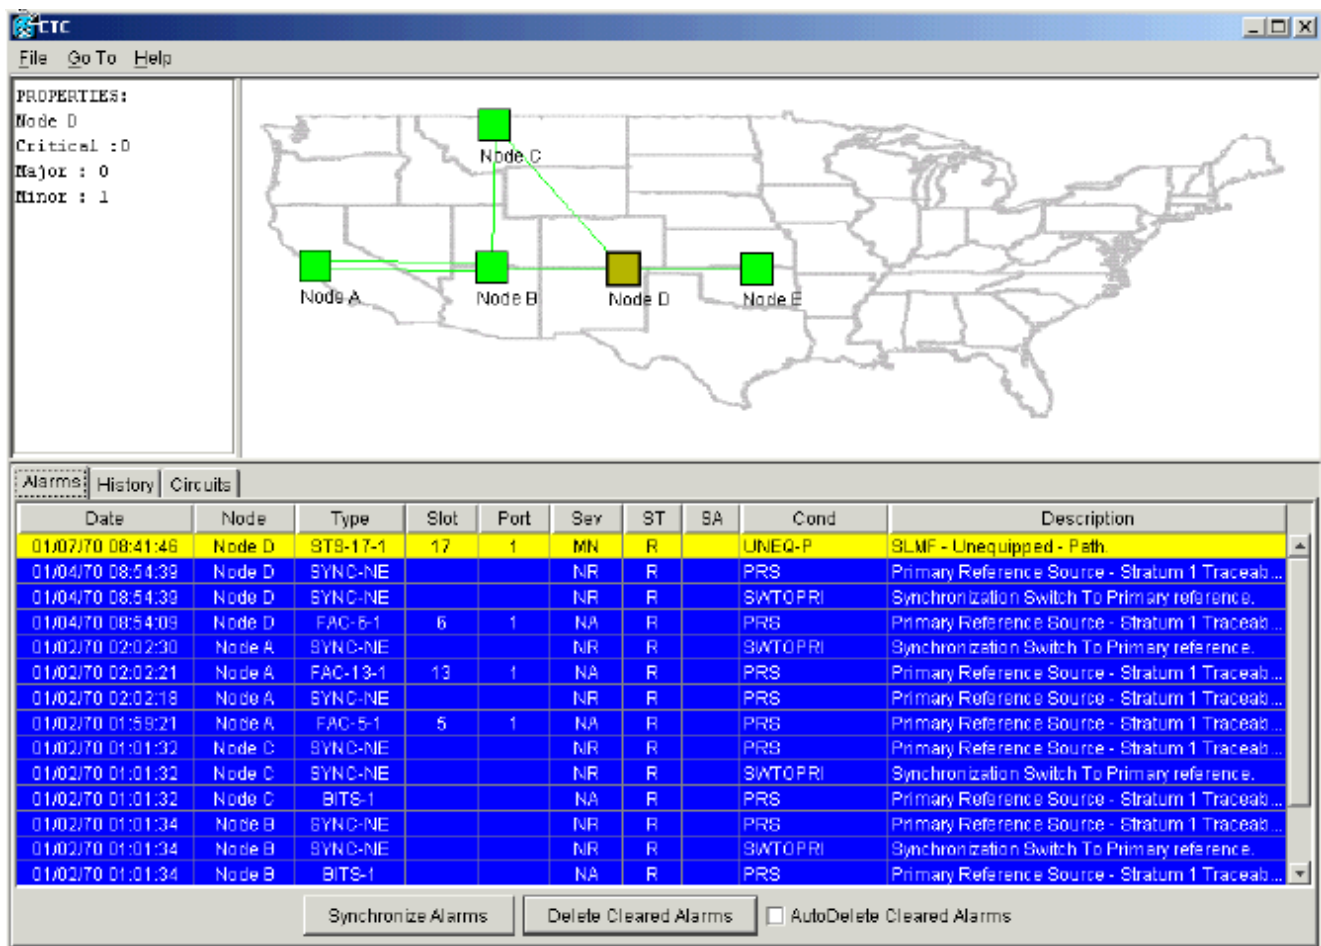 CTC
File Go To Help
PROPERTIES:
Node D
Critical :0
Major : 0
Minor : 1
Node C
Node A
Node B
Node D
Node E
Alarms History Circuits
Date Node Type Slot Port Sev ST SA Cond Description
01/07/70 08:41:46 Node D STS-17-1 17 1 MN R UNEQ-P SLMF - Unequipped - Path.
01/04/70 08:54:39 Node D SYNC-NE NR R PRS Primary Reference Source - Stratum 1 Traceab...
01/04/70 08:54:39 Node D SYNC-NE NR R SWTOPRI Synchronization Switch To Primary reference.
01/04/70 08:54:09 Node D FAC-6-1 6 1 NA R PRS Primary Reference Source - Stratum 1 Traceab...
01/02/70 02:02:30 Node A SYNC-NE NR R SWTOPRI Synchronization Switch To Primary reference.
01/02/70 02:02:21 Node A FAC-13-1 13 1 NA R PRS Primary Reference Source - Stratum 1 Traceab...
01/02/70 02:02:18 Node A SYNC-NE NR R PRS Primary Reference Source - Stratum 1 Traceab...
01/02/70 01:59:21 Node A FAC-5-1 5 1 NA R PRS Primary Reference Source - Stratum 1 Traceab...
01/02/70 01:01:32 Node C SYNC-NE NR R PRS Primary Reference Source - Stratum 1 Traceab...
01/02/70 01:01:32 Node C SYNC-NE NR R SWTOPRI Synchronization Switch To Primary reference.
01/02/70 01:01:32 Node C BITS-1 NA R PRS Primary Reference Source - Stratum 1 Traceab...
01/02/70 01:01:34 Node B SYNC-NE NR R PRS Primary Reference Source - Stratum 1 Traceab...
01/02/70 01:01:34 Node B SYNC-NE NR R SWTOPRI Synchronization Switch To Primary reference.
01/02/70 01:01:34 Node B BITS-1 NA R PRS Primary Reference Source - Stratum 1 Traceab...
Synchronize Alarms Delete Cleared Alarms AutoDelete Cleared Alarms